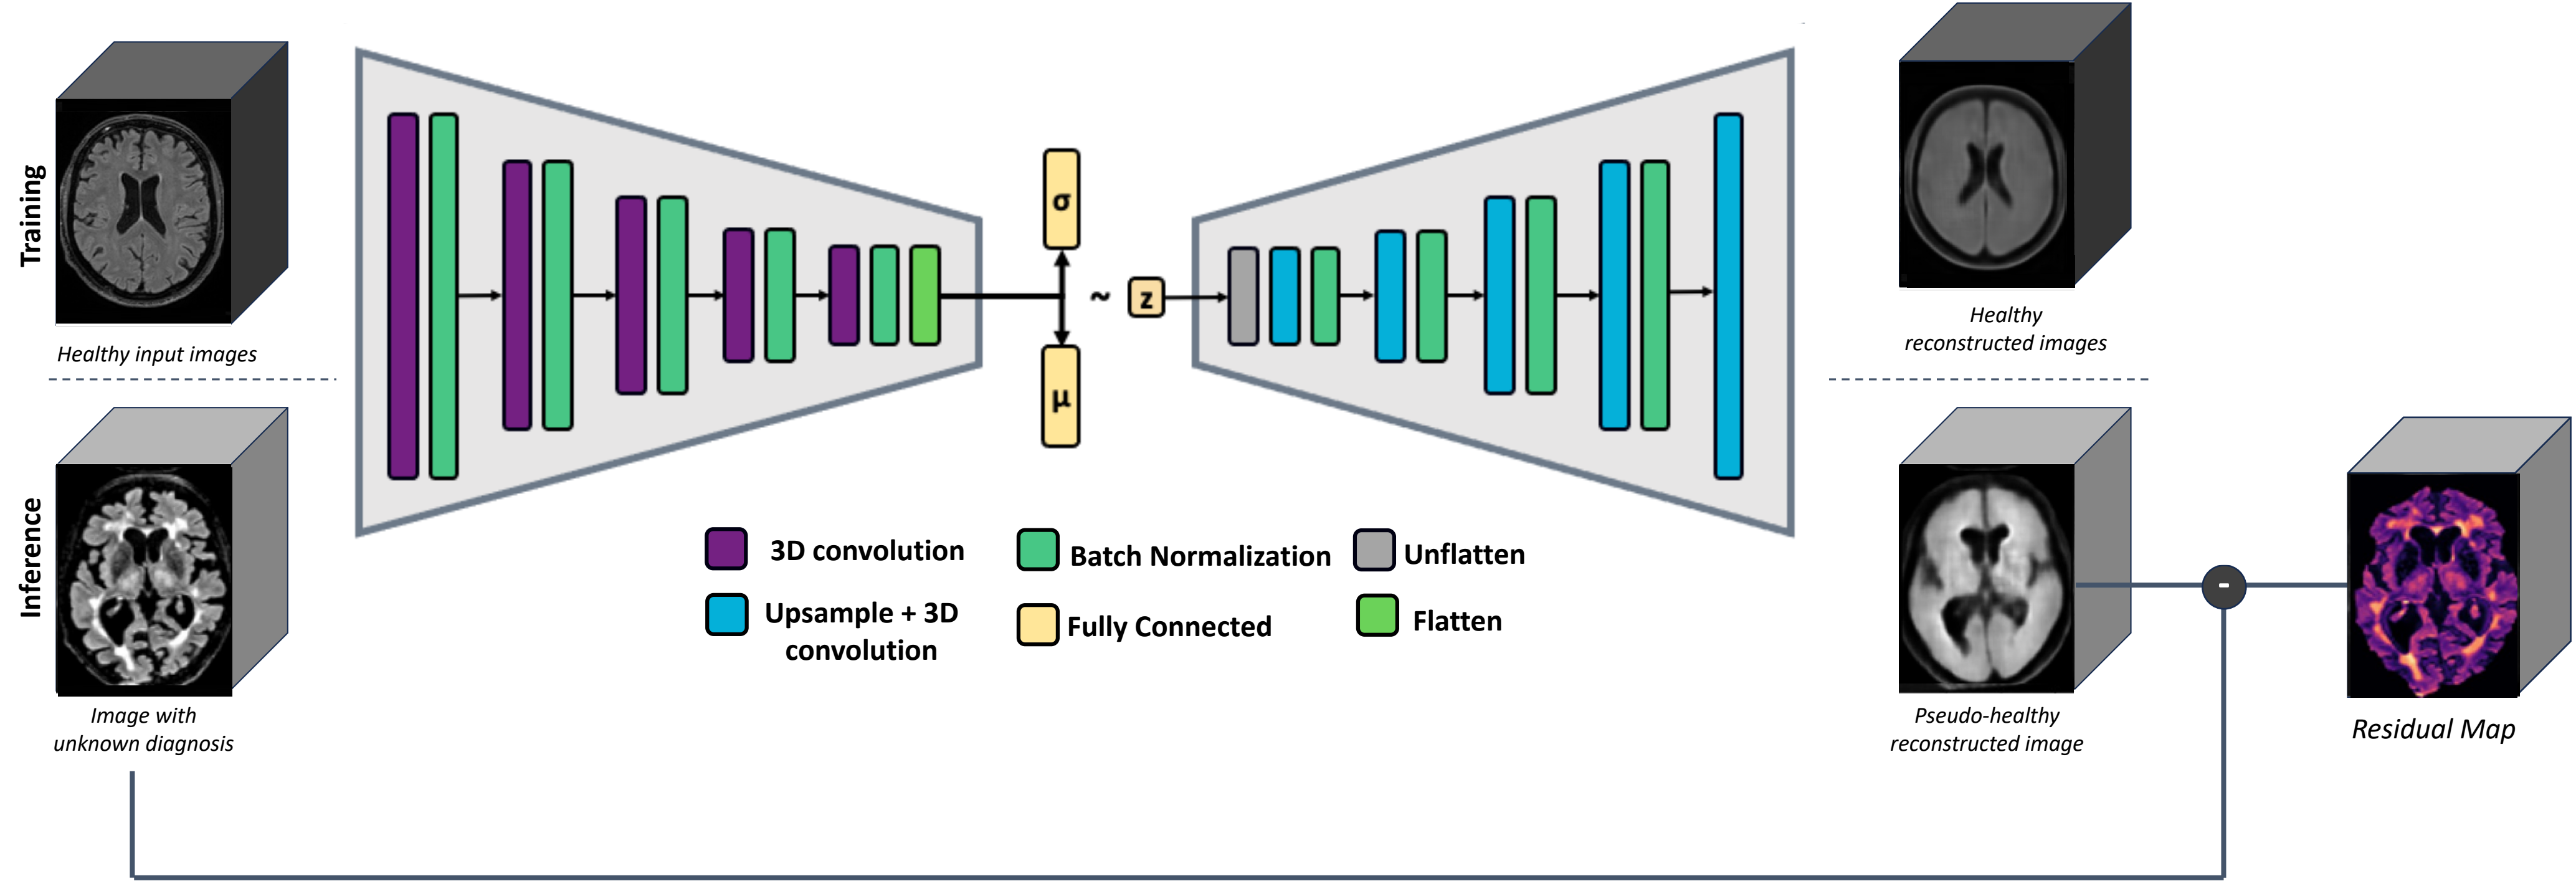 Training
Healthy input images
Inference
Image with
unknown diagnosis
σ
μ
~
z
3D convolution
Batch Normalization
Unflatten
Upsample + 3D
convolution
Fully Connected
Flatten
Healthy
reconstructed images
Pseudo-healthy
reconstructed image
-
Residual Map